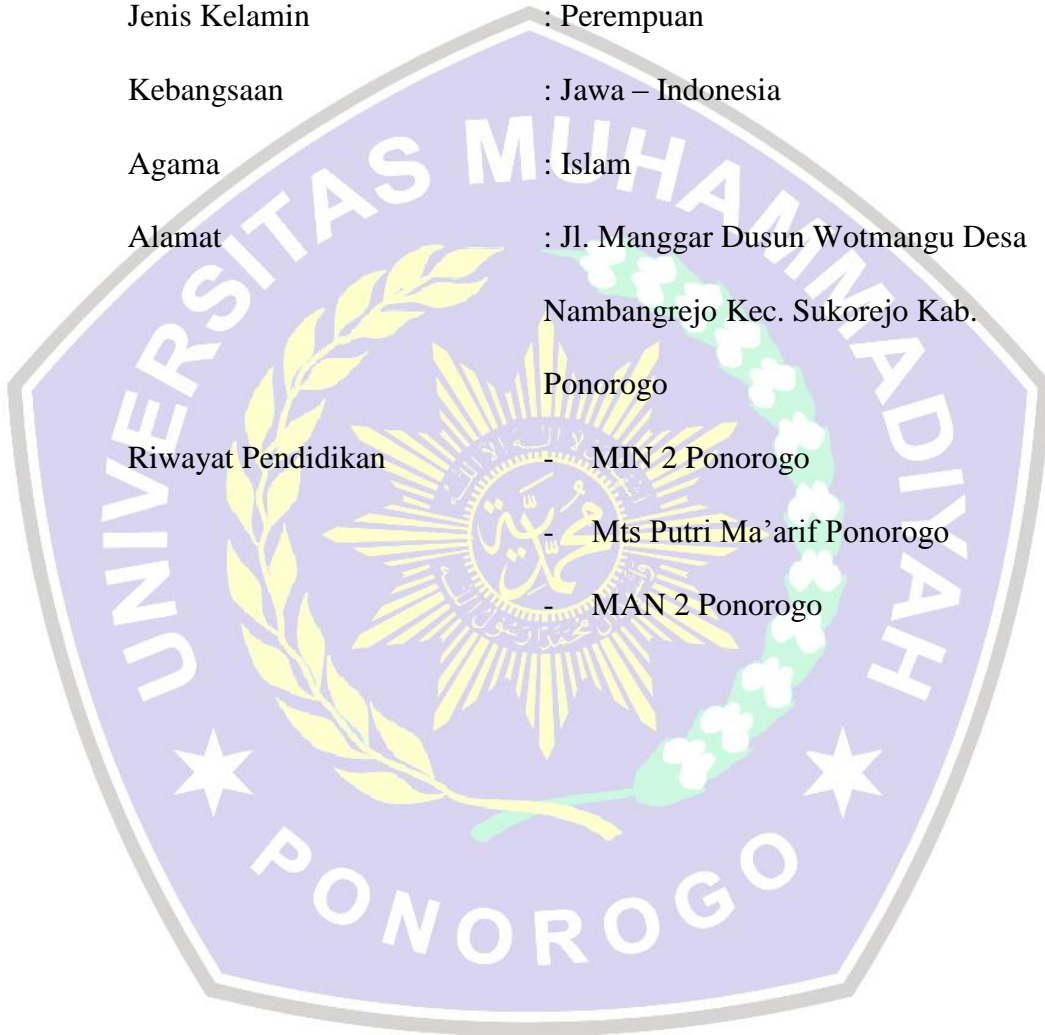 Jenis Kelamin : Perempuan
Kebangsaan : Jawa – Indonesia
Agama : Islam
Alamat : Jl. Manggar Dusun Wotmangu Desa
Nambangrejo Kec. Sukorejo Kab.
Ponorogo
Riwayat Pendidikan - MIN 2 Ponorogo
- Mts Putri Ma’arif Ponorogo
- MAN 2 Ponorogo
UNIVERSITAS MUHAMMADIYAH
PONOROGO
محمدية